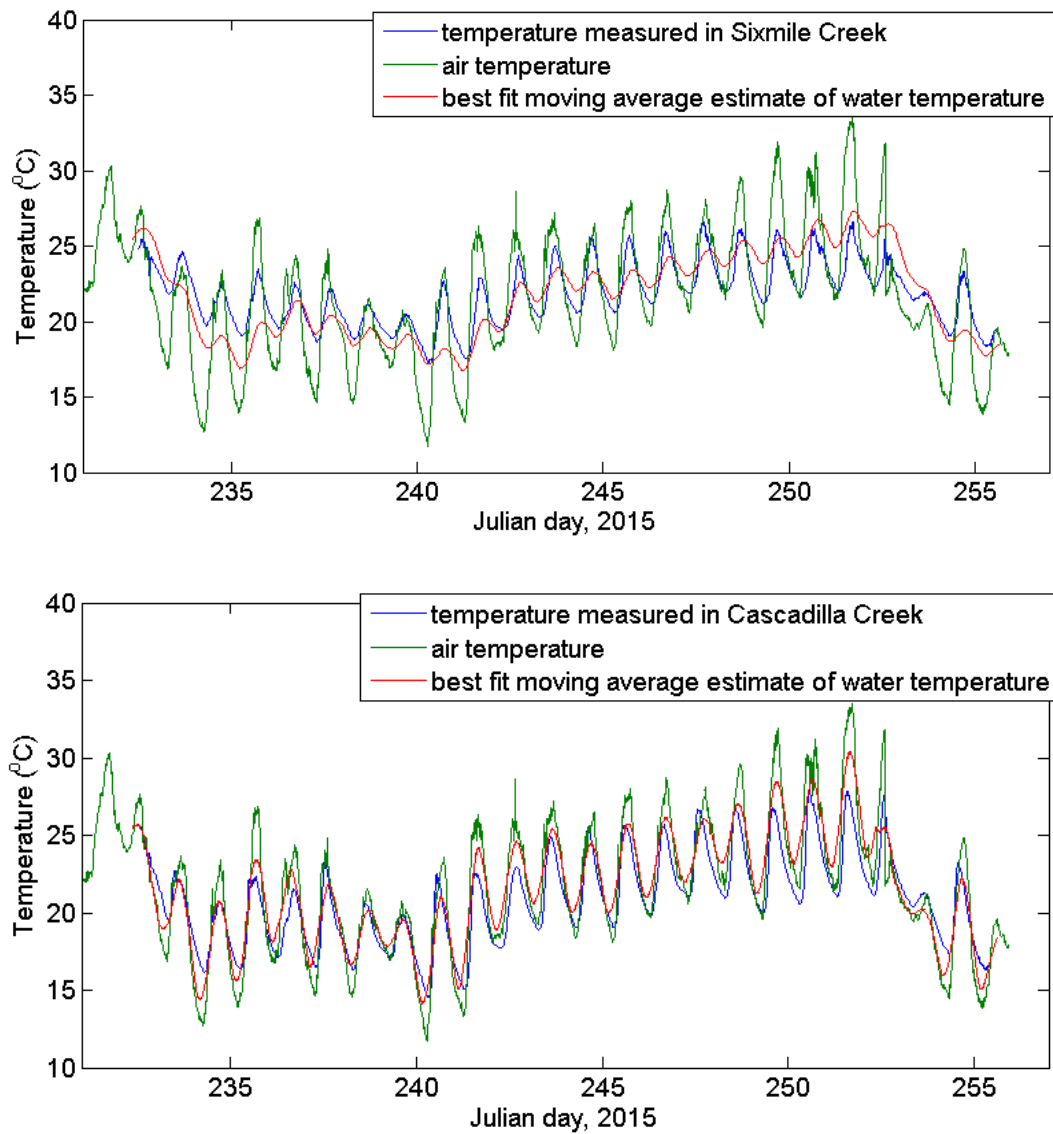 40
35
30
25
20
15
10
Temperature (⁰C)
temperature measured in Sixmile Creek
air temperature
best fit moving average estimate of water temperature
235
240
245
250
255
Julian day, 2015
40
35
30
25
20
15
10
Temperature (⁰C)
temperature measured in Cascadilla Creek
air temperature
best fit moving average estimate of water temperature
235
240
245
250
255
Julian day, 2015